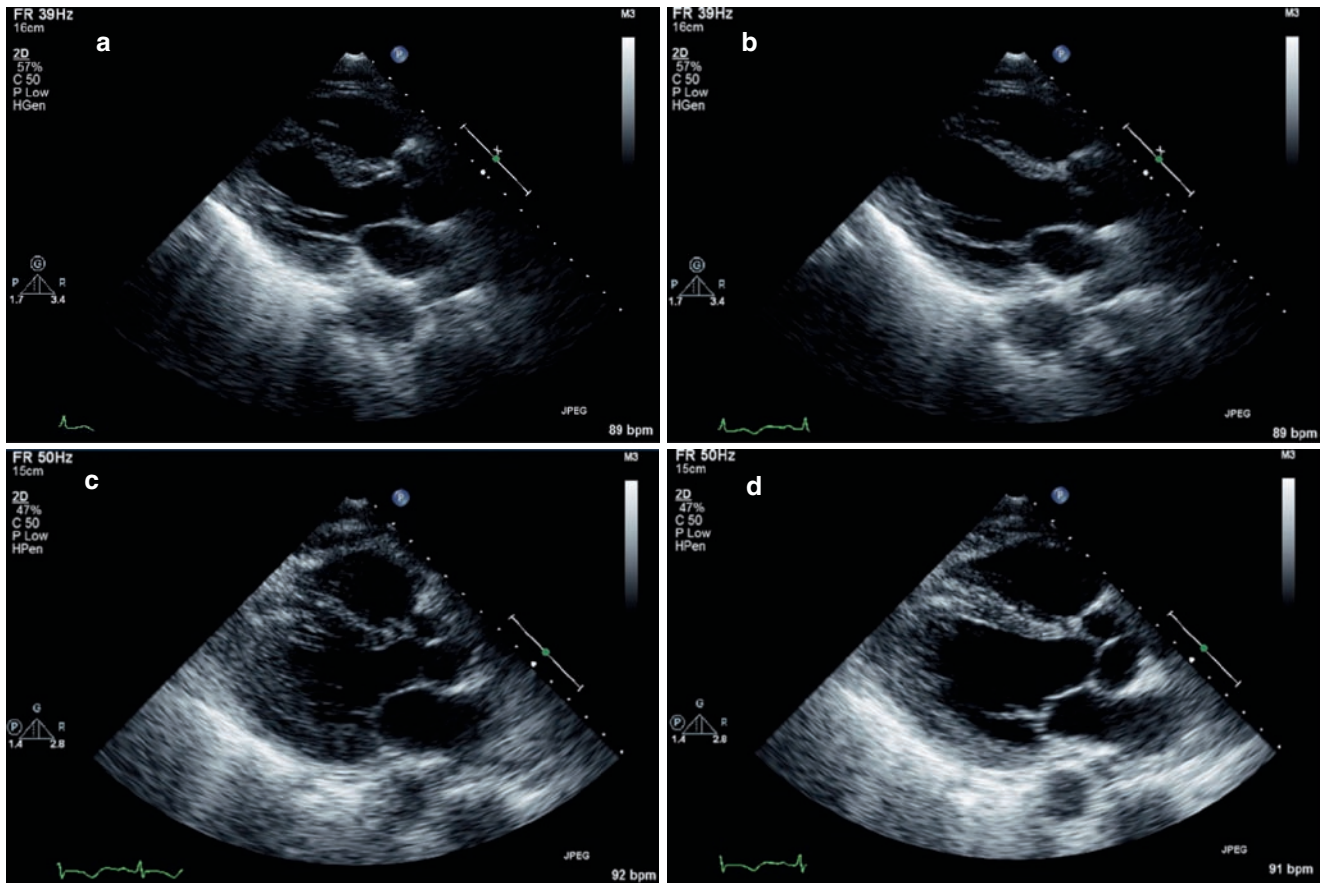 FR 39Hz
16cm
M3
a
P
2D
57%
C 50
P Low
HGen
G
P R
1.7 3.4
JPEG
89 bpm
FR 39Hz
16cm
M3
b
P
2D
57%
C 50
P Low
HGen
G
P R
1.7 3.4
JPEG
89 bpm
FR 50Hz
15cm
M3
c
P
2D
47%
C 50
P Low
HPen
G
P R
1.4 2.8
JPEG
92 bpm
FR 50Hz
15cm
M3
d
P
2D
47%
C 50
P Low
HPen
G
P R
1.4 2.8
JPEG
91 bpm